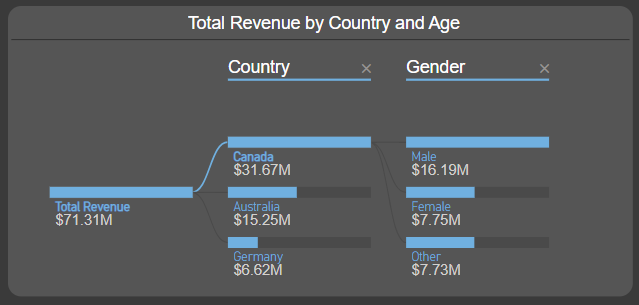 Total Revenue by Country and Age
Country ×
Gender ×
Total Revenue
$71.31M
Canada
$31.67M
Australia
$15.25M
Germany
$6.62M
Male
$16.19M
Female
$7.75M
Other
$7.73M